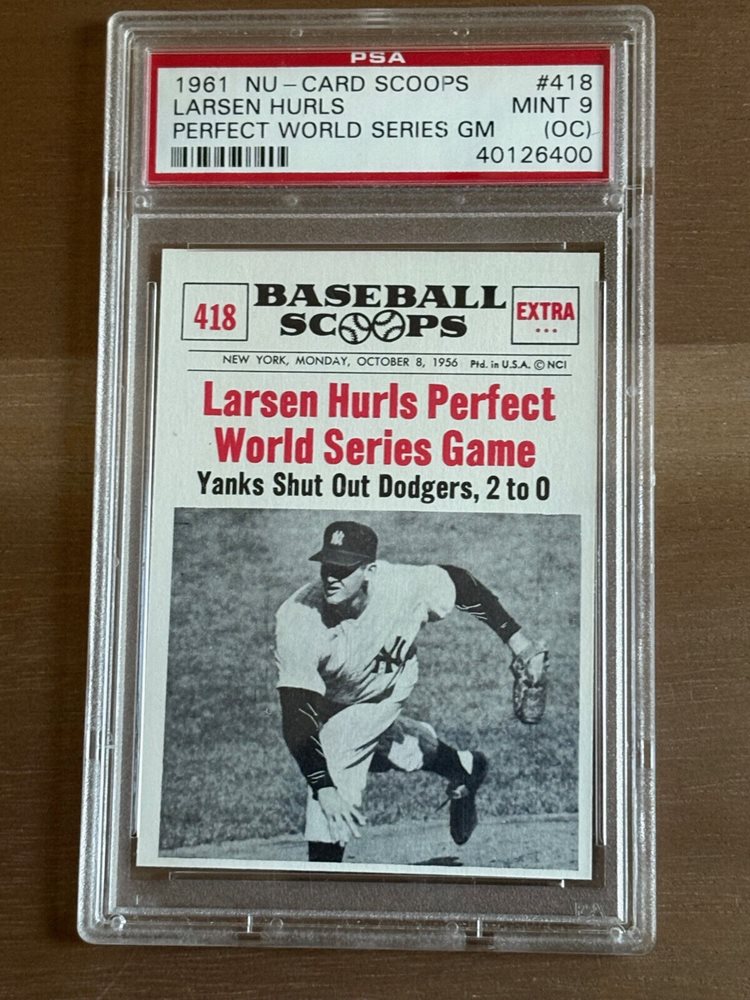 PSA
1961 NU-CARD SCOOPS #418
LARSEN HURLS MINT 9
PERFECT WORLD SERIES GM (OC)
40126400
418 BASEBALL SCOOPS EXTRA
NEW YORK, MONDAY, OCTOBER 8, 1956 Ptd. in U.S.A. © NCI
Larsen Hurls Perfect
World Series Game
Yanks Shut Out Dodgers, 2 to 0
NY
NY